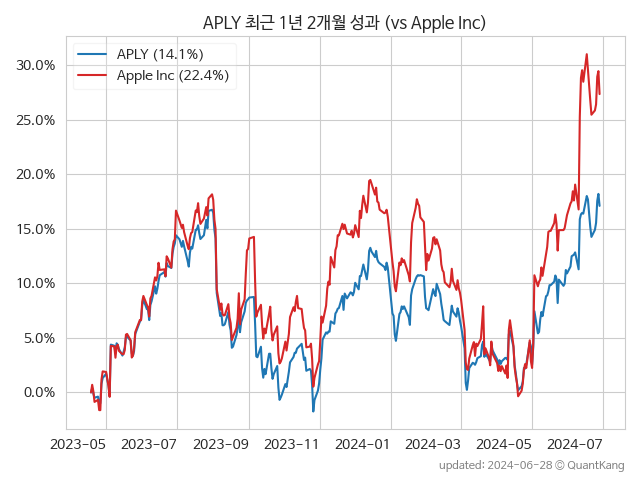 APLY 최근 1년 2개월 성과 (vs Apple Inc)
APLY (14.1%)
Apple Inc (22.4%)
30.0%
25.0%
20.0%
15.0%
10.0%
5.0%
0.0%
2023-05 2023-07 2023-09 2023-11 2024-01 2024-03 2024-05 2024-07
updated: 2024-06-28 © QuantKang